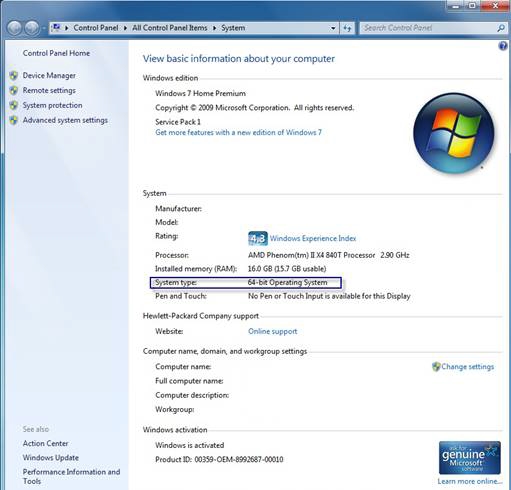 Control Panel ▸ All Control Panel Items ▸ System
Search Control Panel
Control Panel Home
Device Manager
Remote settings
System protection
Advanced system settings
View basic information about your computer
Windows edition
Windows 7 Home Premium
Copyright © 2009 Microsoft Corporation. All rights reserved.
Service Pack 1
Get more features with a new edition of Windows 7
System
Manufacturer:
Model:
Rating: 4,3 Windows Experience Index
Processor: AMD Phenom(tm) II X4 840T Processor 2.90 GHz
Installed memory (RAM): 16.0 GB (15.7 GB usable)
System type: 64-bit Operating System
Pen and Touch: No Pen or Touch Input is available for this Display
Hewlett-Packard Company support
Website: Online support
Computer name, domain, and workgroup settings
Computer name: Change settings
Full computer name:
Computer description:
Workgroup:
Windows activation
Windows is activated
Product ID: 00359-OEM-8992687-00010
ask for
genuine
Microsoft
software
Learn more online...
See also
Action Center
Windows Update
Performance Information and
Tools